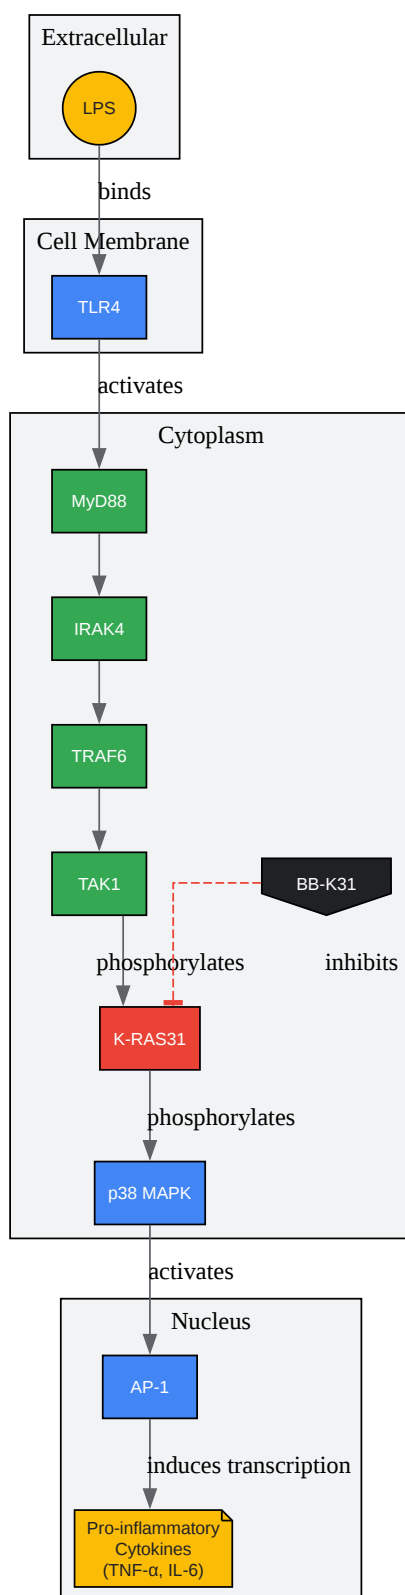 Extracellular
LPS
binds
Cell Membrane
TLR4
activates
Cytoplasm
MyD88
IRAK4
TRAF6
TAK1
BB-K31
phosphorylates
inhibits
K-RAS31
phosphorylates
p38 MAPK
activates
Nucleus
AP-1
induces transcription
Pro-inflammatory
Cytokines
(TNF-α, IL-6)